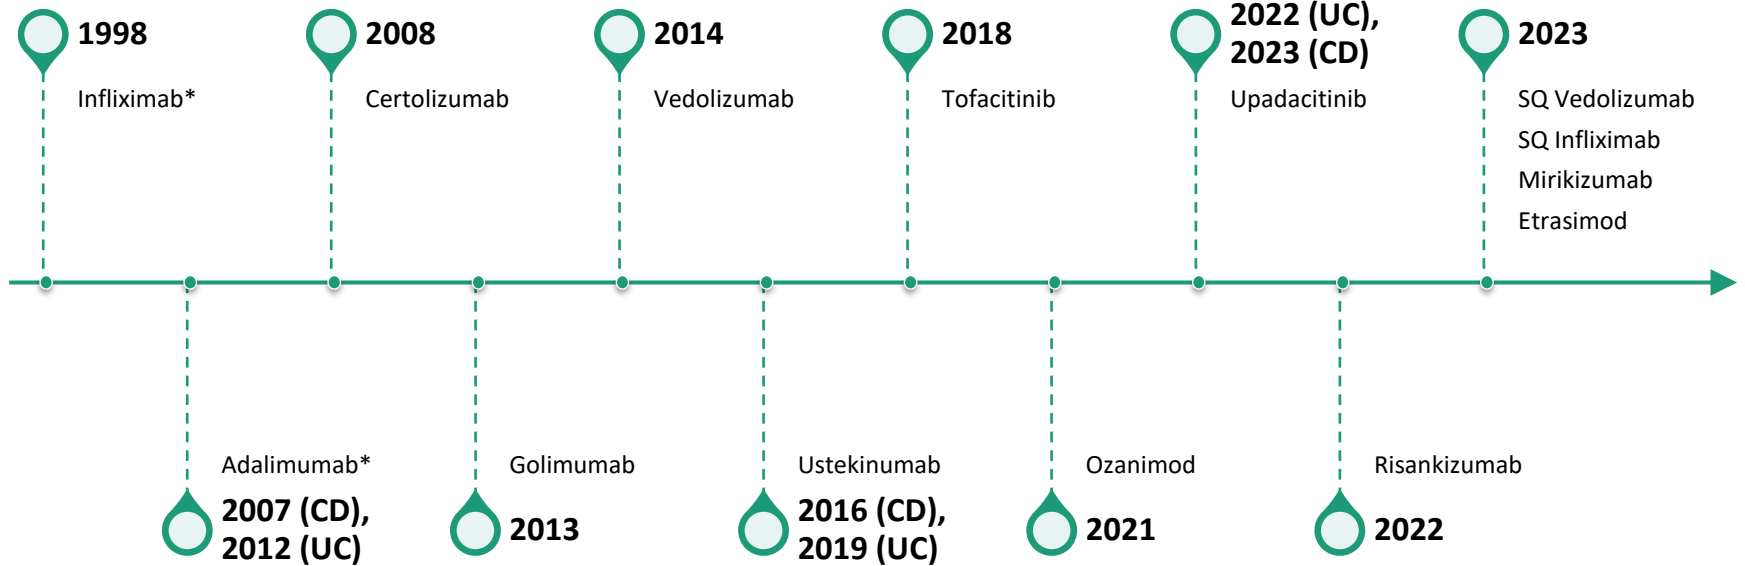 1998
Infliximab*
2008
Certolizumab
2014
Vedolizumab
2018
Tofacitinib
2022 (UC),
2023 (CD)
Upadacitinib
2023
SQ Vedolizumab
SQ Infliximab
Mirikizumab
Etrasimod
Adalimumab*
2007 (CD),
2012 (UC)
Golimumab
2013
Ustekinumab
2016 (CD),
2019 (UC)
Ozanimod
2021
Risankizumab
2022